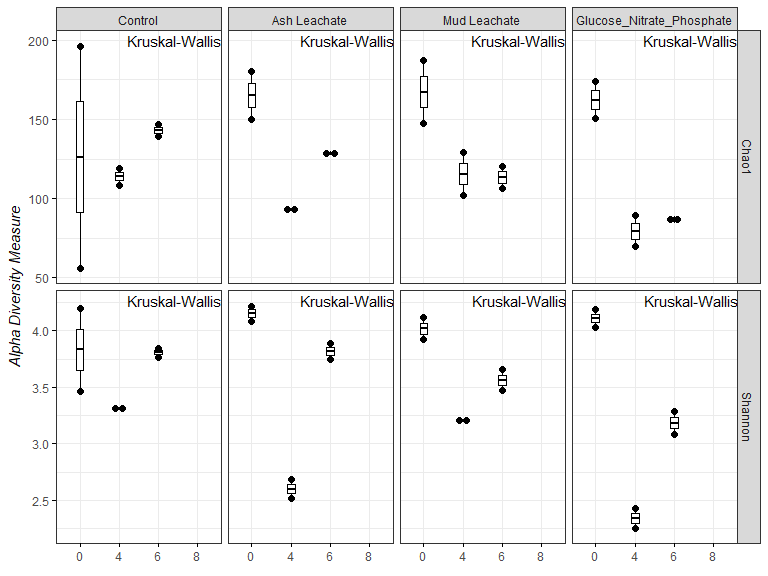 Control Ash Leachate Mud Leachate Glucose_Nitrate_Phosphate
Kruskal-Wallis Kruskal-Wallis Kruskal-Wallis Kruskal-Wallis
200
150
100
50
Chao1
Alpha Diversity Measure
Kruskal-Wallis Kruskal-Wallis Kruskal-Wallis Kruskal-Wallis
4.0
3.5
3.0
2.5
Shannon
0 4 6 8 0 4 6 8 0 4 6 8 0 4 6 8